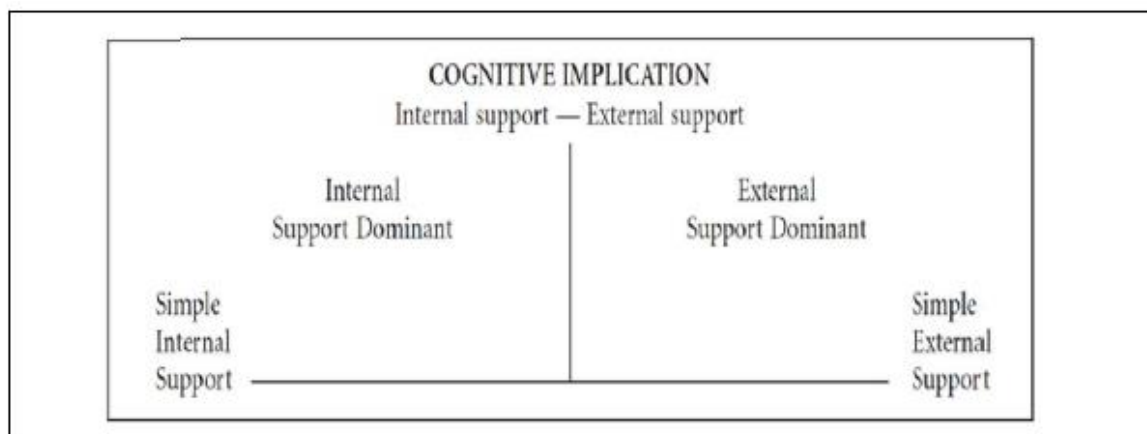 COGNITIVE IMPLICATION
Internal support — External support
Internal
Support Dominant
External
Support Dominant
Simple
Internal
Support
Simple
External
Support